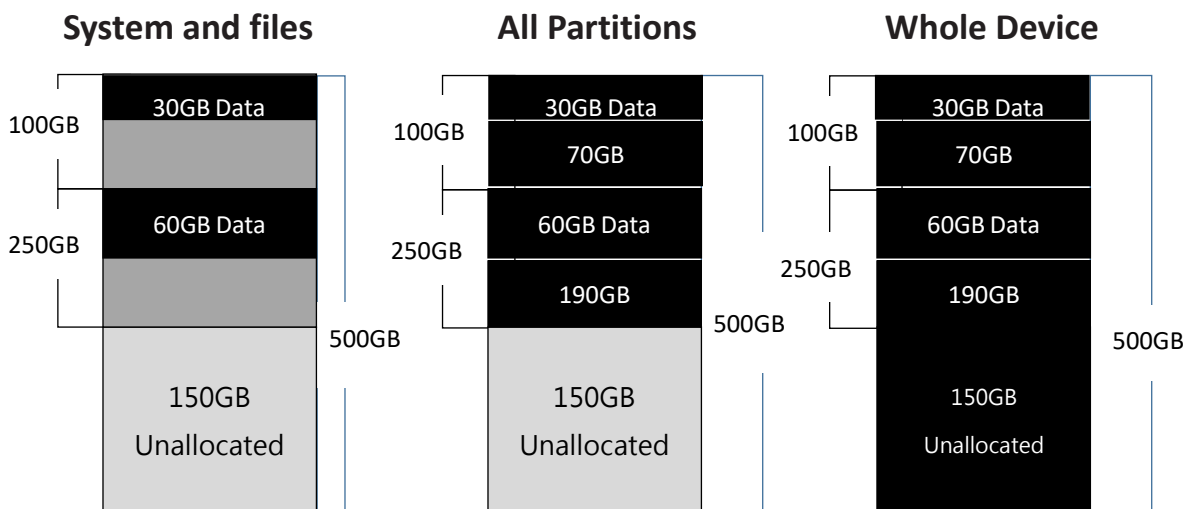 System and files
All Partitions
Whole Device
30GB Data
100GB
60GB Data
250GB
500GB
150GB
Unallocated
30GB Data
100GB
70GB
60GB Data
250GB
190GB
500GB
150GB
Unallocated
30GB Data
100GB
70GB
60GB Data
250GB
190GB
500GB
150GB
Unallocated